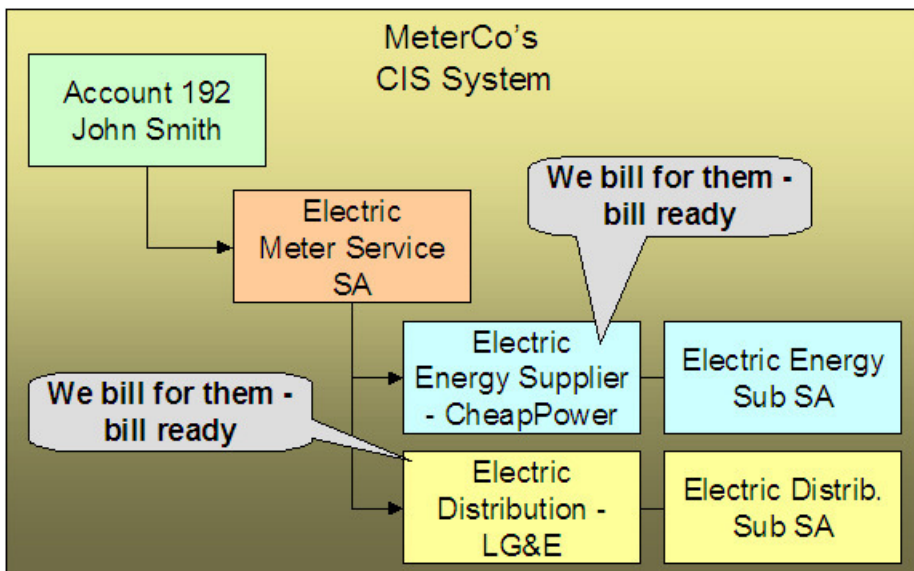 MeterCo's
CIS System
Account 192
John Smith
We bill for them -
bill ready
Electric
Meter Service
SA
Electric
Energy Supplier
- CheapPower
Electric Energy
Sub SA
We bill for them -
bill ready
Electric
Distribution -
LG&E
Electric Distrib.
Sub SA